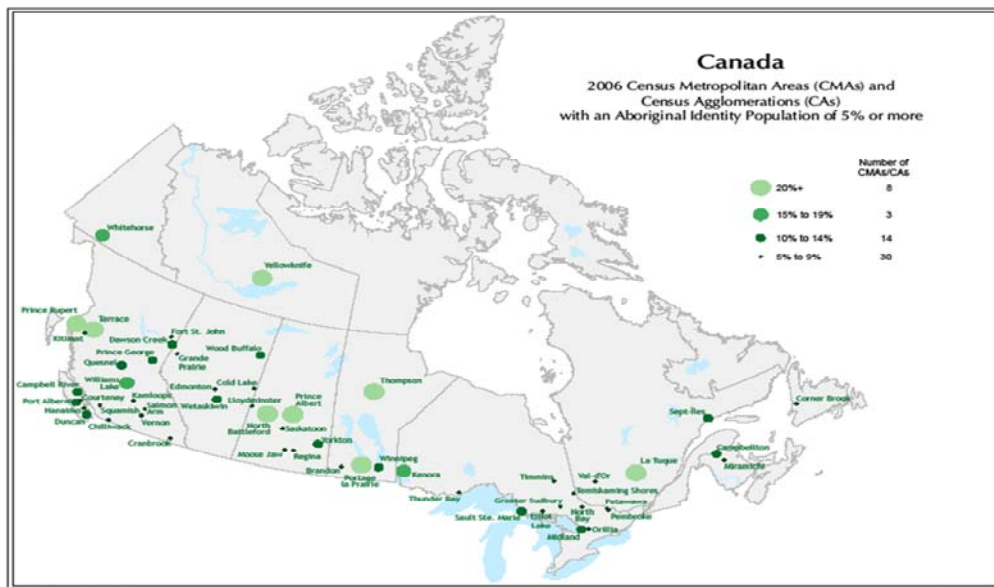 Canada
2006 Census Metropolitan Areas (CMAs) and
Census Agglomerations (CAs)
with an Aboriginal Identity Population of 5% or more
Number of
CMAs/CAs
20%+ 8
15% to 19% 3
10% to 14% 14
5% to 9% 30
Whitehorse
Yellowknife
Prince Rupert
Terrace
Kitimat
Fort St. John
Dawson Creek
Prince George
Grande
Prairie
Wood Buffalo
Quesnel
Williams
Lake
Thompson
Campbell River
Courtenay
Kamloops
Edmonton
Cold Lake
Prince
Albert
Port Alberni
Salmon
Arm
Lloydminster
Wetaskiwin
Nanaimo
Squamish
Vernon
North
Battleford
Saskatoon
Duncan
Chilliwack
Cranbrook
Yorkton
Moose Jaw
Regina
Winnipeg
Brandon
Portage
la Prairie
Kenora
Thunder Bay
Timmins
Val-d'Or
La Tuque
Sept-Îles
Corner Brook
Campbellton
Miramichi
Temiskaming Shores
Greater Sudbury
Petawawa
Sault Ste. Marie
Elliot
Lake
North
Bay
Pembroke
Midland
Orillia